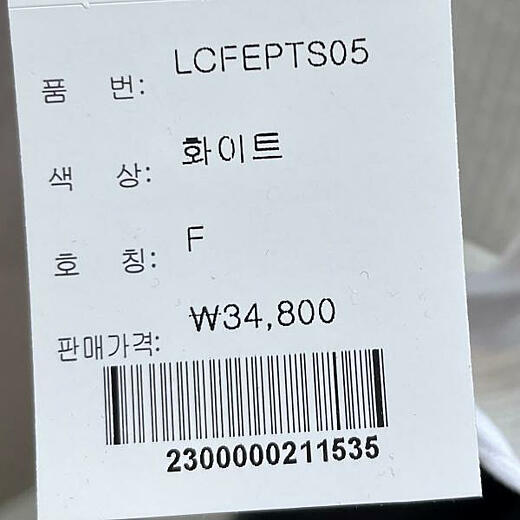 품 번: LCFEPTS05
색 상: 화이트
호 칭: F
판매가격: ₩34,800
2300000211535